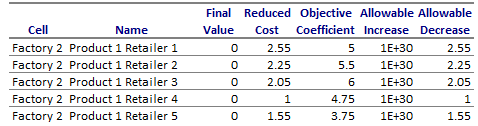 Final Reduced Objective Allowable Allowable
Cell Name Value Cost Coefficient Increase Decrease
Factory 2 Product 1 Retailer 1 0 2.55 5 1E+30 2.55
Factory 2 Product 1 Retailer 2 0 2.25 5.5 1E+30 2.25
Factory 2 Product 1 Retailer 3 0 2.05 6 1E+30 2.05
Factory 2 Product 1 Retailer 4 0 1 4.75 1E+30 1
Factory 2 Product 1 Retailer 5 0 1.55 3.75 1E+30 1.55